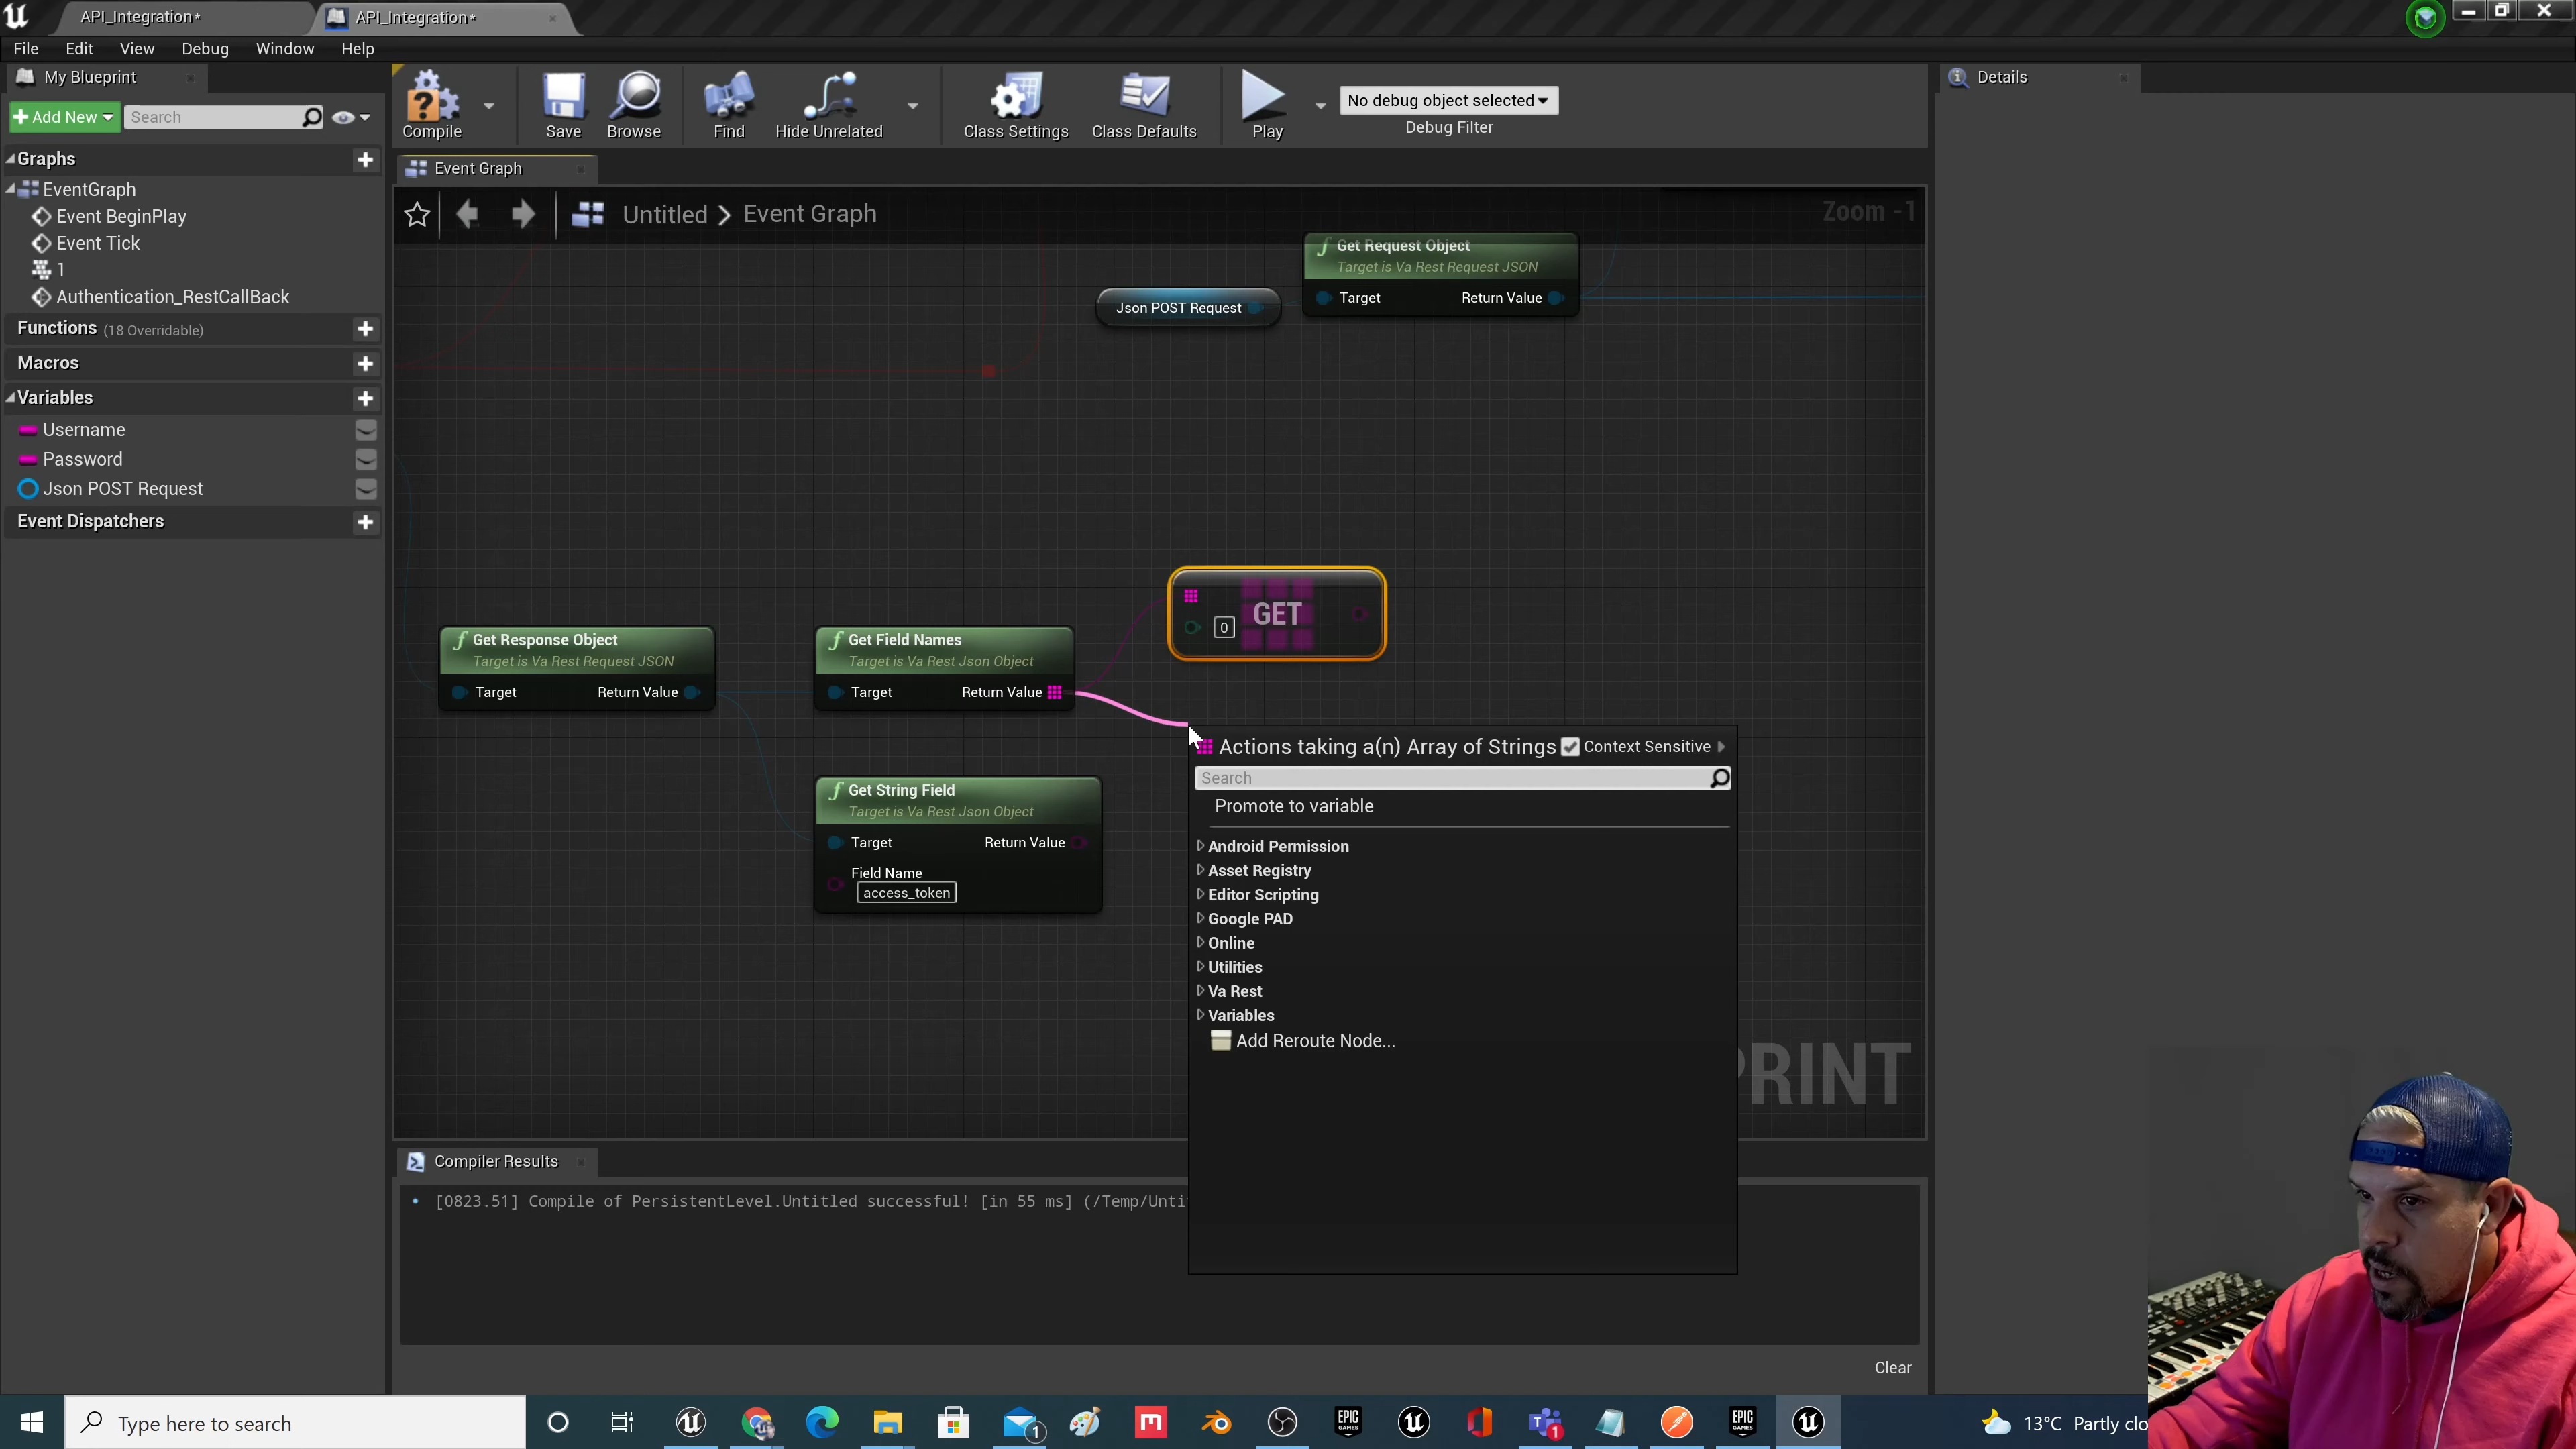 API_Integration*
API_Integration*
File Edit View Debug Window Help
My Blueprint
Details
Add New
Search
Compile
Save
Browse
Find
Hide Unrelated
Class Settings
Class Defaults
Play
No debug object selected
Debug Filter
Graphs
EventGraph
Event BeginPlay
Event Tick
1
Authentication_RestCallBack
Functions (18 Overridable)
Macros
Variables
Username
Password
Json POST Request
Event Dispatchers
Event Graph
Untitled > Event Graph
Zoom -1
Get Request Object
Target is Va Rest Request JSON
Target Return Value
Json POST Request
GET
0
Get Response Object
Target is Va Rest Request JSON
Target Return Value
Get Field Names
Target is Va Rest Json Object
Target Return Value
Get String Field
Target is Va Rest Json Object
Target Return Value
Field Name
access_token
Actions taking a(n) Array of Strings Context Sensitive
Search
Promote to variable
Android Permission
Asset Registry
Editor Scripting
Google PAD
Online
Utilities
Va Rest
Variables
Add Reroute Node...
PRINT
Compiler Results
[0823.51] Compile of PersistentLevel.Untitled successful! [in 55 ms] (/Temp/Unti
Clear
Type here to search
1
EPIC GAMES
1
EPIC GAMES
13°C Partly clo